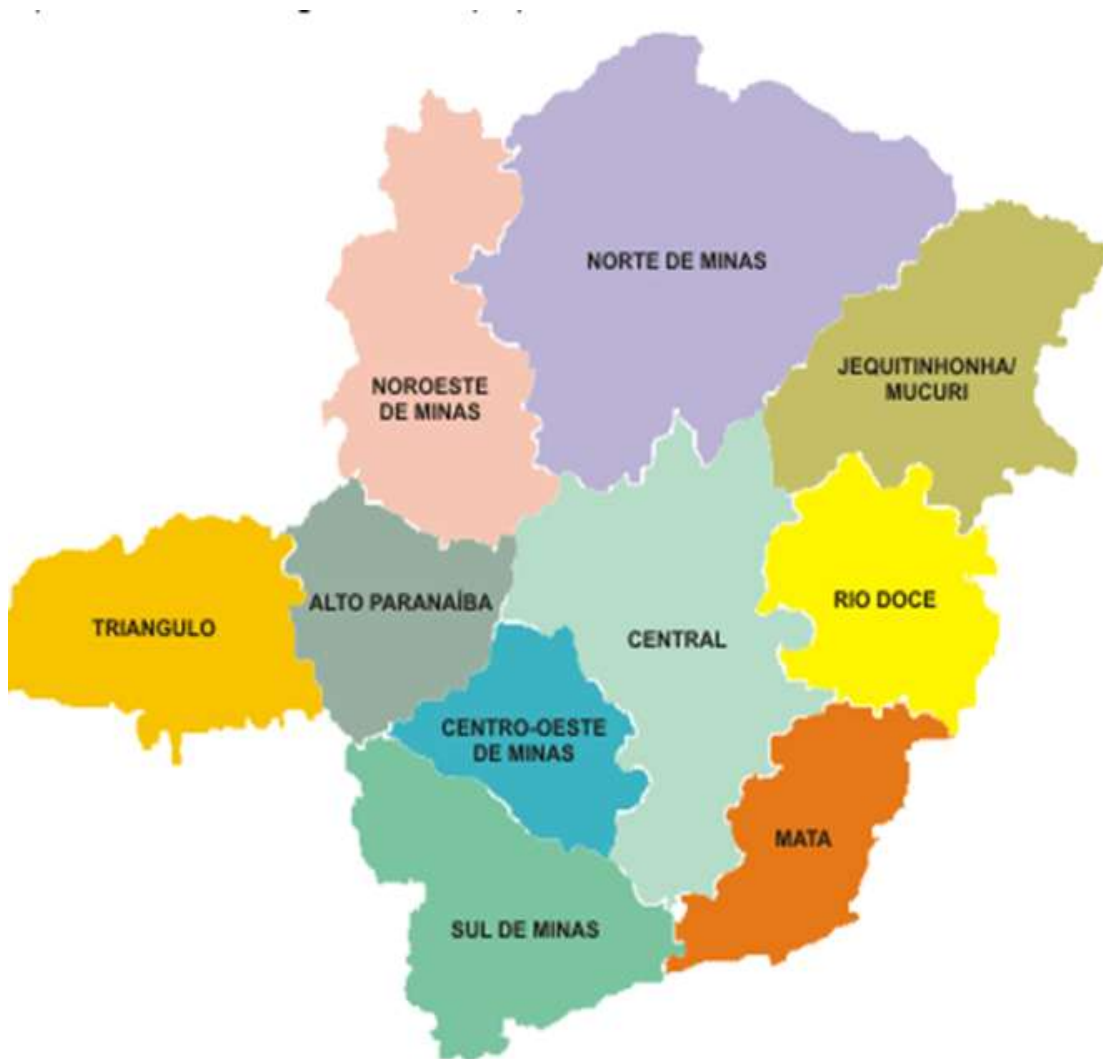 NORTE DE MINAS
JEQUITINHONHA/
MUCURI
NOROESTE
DE MINAS
ALTO PARANAÍBA
RIO DOCE
TRIANGULO
CENTRAL
CENTRO-OESTE
DE MINAS
MATA
SUL DE MINAS